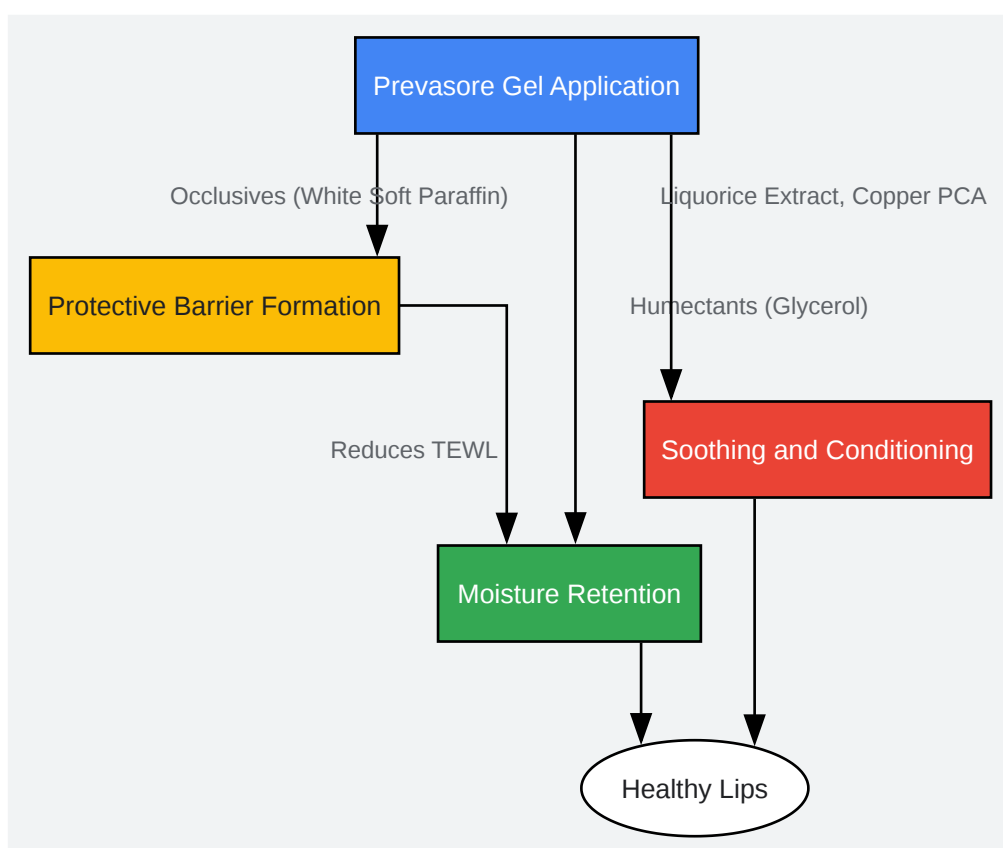 Prevasore Gel Application
Occlusives (White Soft Paraffin)
Liquorice Extract, Copper PCA
Protective Barrier Formation
Humectants (Glycerol)
Reduces TEWL
Soothing and Conditioning
Moisture Retention
Healthy Lips